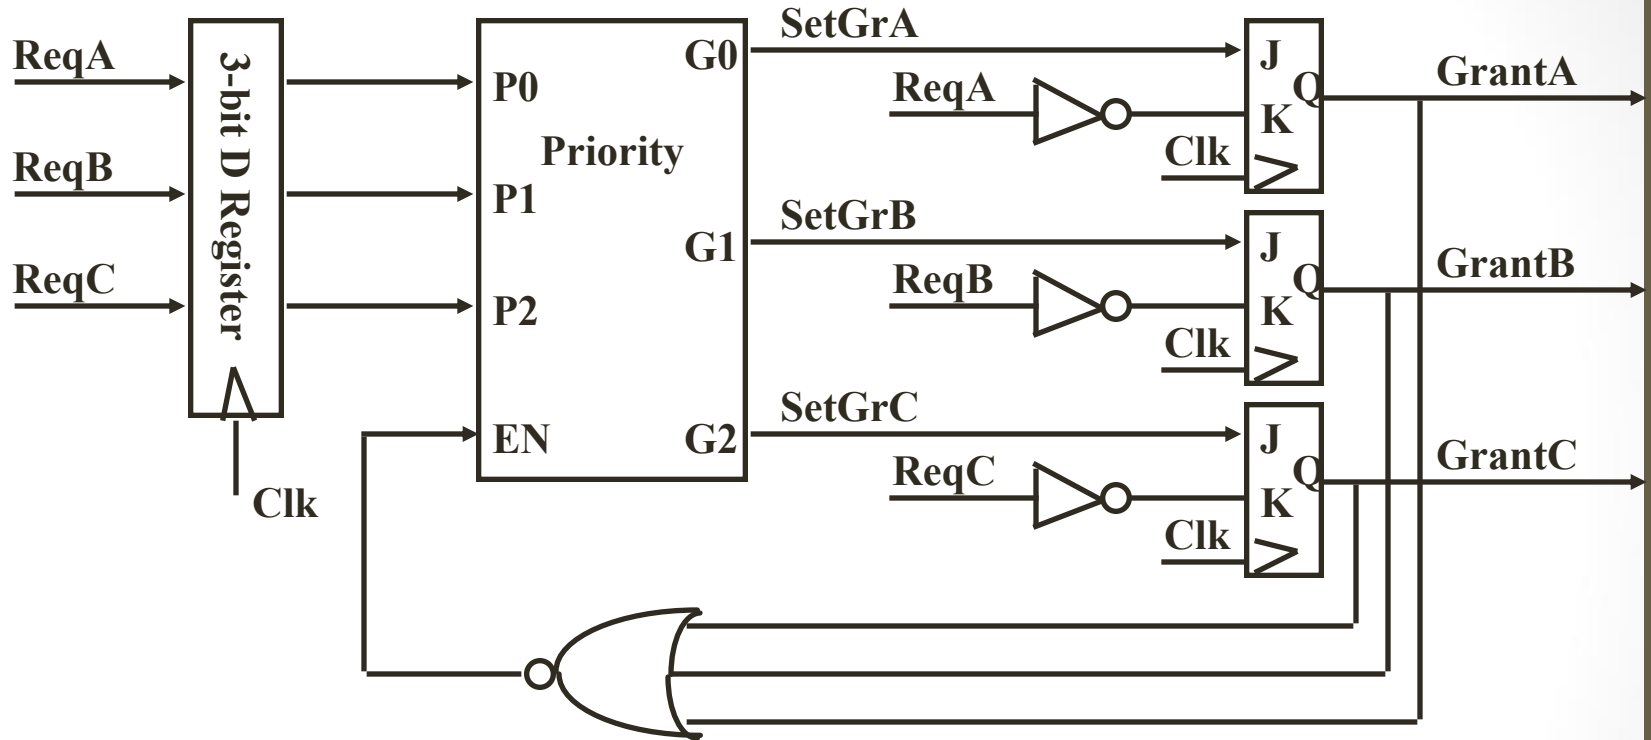 ReqA
ReqB
ReqC
3-bit D Register
Clk
P0
P1
P2
EN
Priority
G0
G1
G2
SetGrA
ReqA
Clk
J
Q
K
GrantA
SetGrB
ReqB
Clk
J
Q
K
GrantB
SetGrC
ReqC
Clk
J
Q
K
GrantC